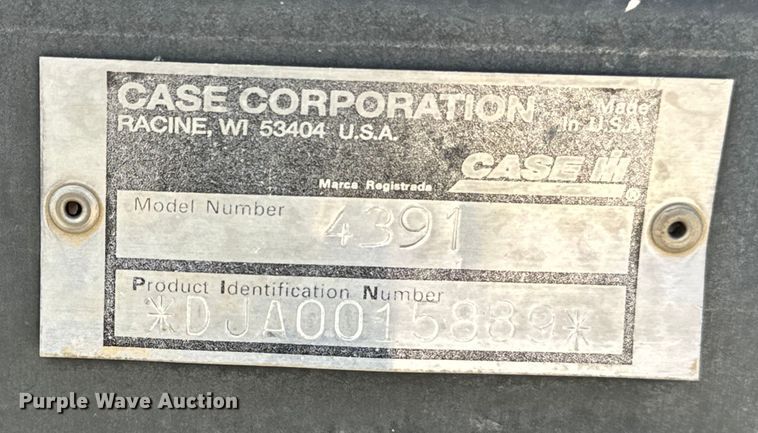 CASE CORPORATION
RACINE, WI 53404 U.S.A.
Made
in U.S.A.
CASE IH
Marca Registrada
®
Model Number
4391
Product Identification Number
*DJA0015889*
Purple Wave Auction